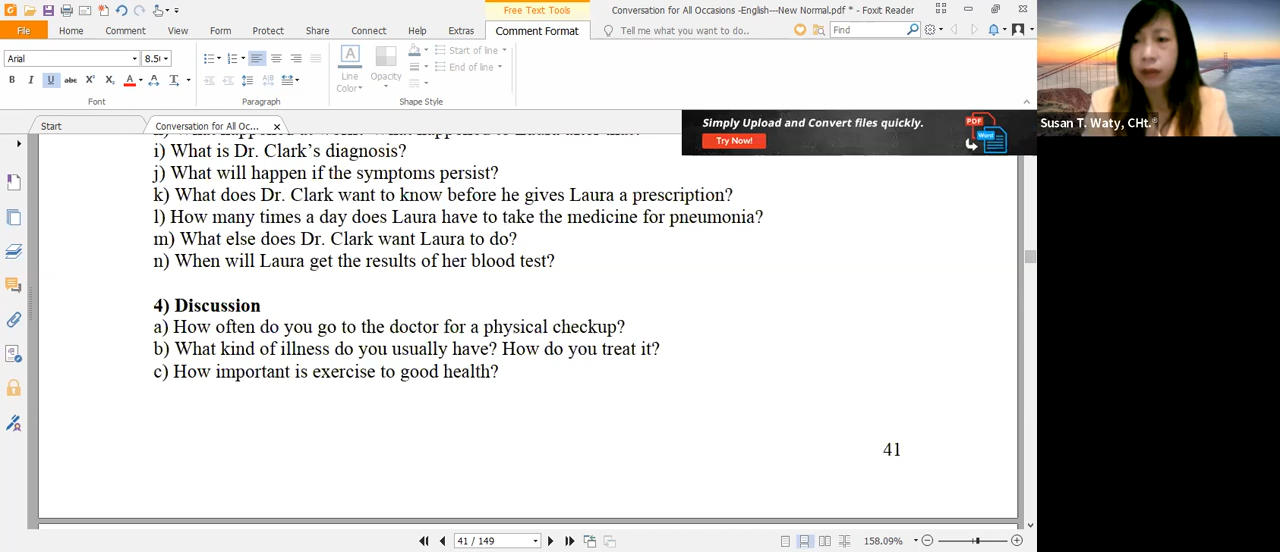 Free Text Tools
Conversation for All Occasions -English---New Normal.pdf * - Foxit Reader
File Home Comment View Form Protect Share Connect Help Extras Comment Format Tell me what you want to do.. Find
Arial 8.5
Start of line
End of line
Line Color
Opacity
Font Paragraph Shape Style
Start Conversation for All Oc...
Simply Upload and Convert files quickly.
Try Now!
PDF
Word
i) What is Dr. Clark's diagnosis?
j) What will happen if the symptoms persist?
k) What does Dr. Clark want to know before he gives Laura a prescription?
l) How many times a day does Laura have to take the medicine for pneumonia?
m) What else does Dr. Clark want Laura to do?
n) When will Laura get the results of her blood test?
4) Discussion
a) How often do you go to the doctor for a physical checkup?
b) What kind of illness do you usually have? How do you treat it?
c) How important is exercise to good health?
41
41 / 149
158.09%
Susan T. Waty, CHt.®